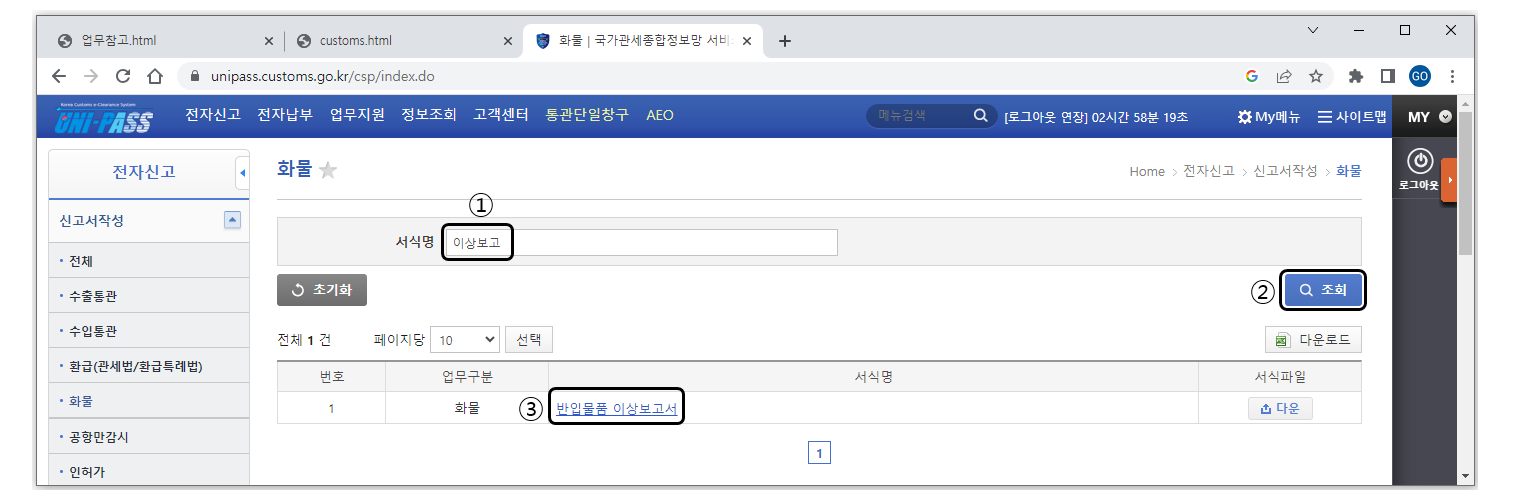 업무참고.html
customs.html
화물 | 국가관세종합정보망 서비
unipass.customs.go.kr/csp/index.do
GO
Korea Customs e-Clearance System
UNI-PASS
전자신고 전자납부 업무지원 정보조회 고객센터 통관단일창구 AEO
메뉴검색
[로그아웃 연장] 02시간 58분 19초
My메뉴
사이트맵
MY
로그아웃
전자신고
신고서작성
· 전체
· 수출통관
· 수입통관
· 환급(관세법/환급특례법)
· 화물
· 공항만감시
· 인허가
화물
Home > 전자신고 > 신고서작성 > 화물
①
서식명 이상보고
초기화
② 조회
전체 1 건 페이지당 10 선택
다운로드
번호 업무구분 서식명 서식파일
1 화물 ③ 반입물품 이상보고서 다운
1